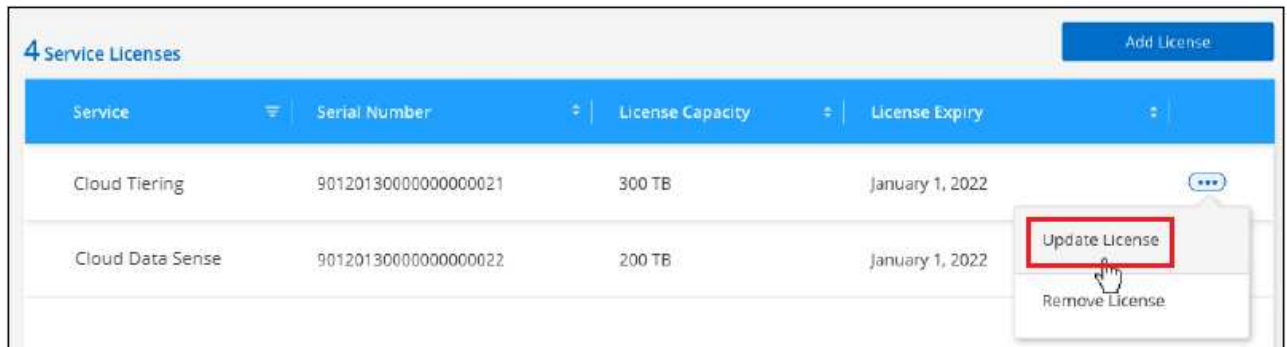 4 Service Licenses
Add License
Service Serial Number License Capacity License Expiry
Cloud Tiering 90120130000000000021 300 TB January 1, 2022
Update License
Cloud Data Sense 90120130000000000022 200 TB January 1, 2022
Remove License